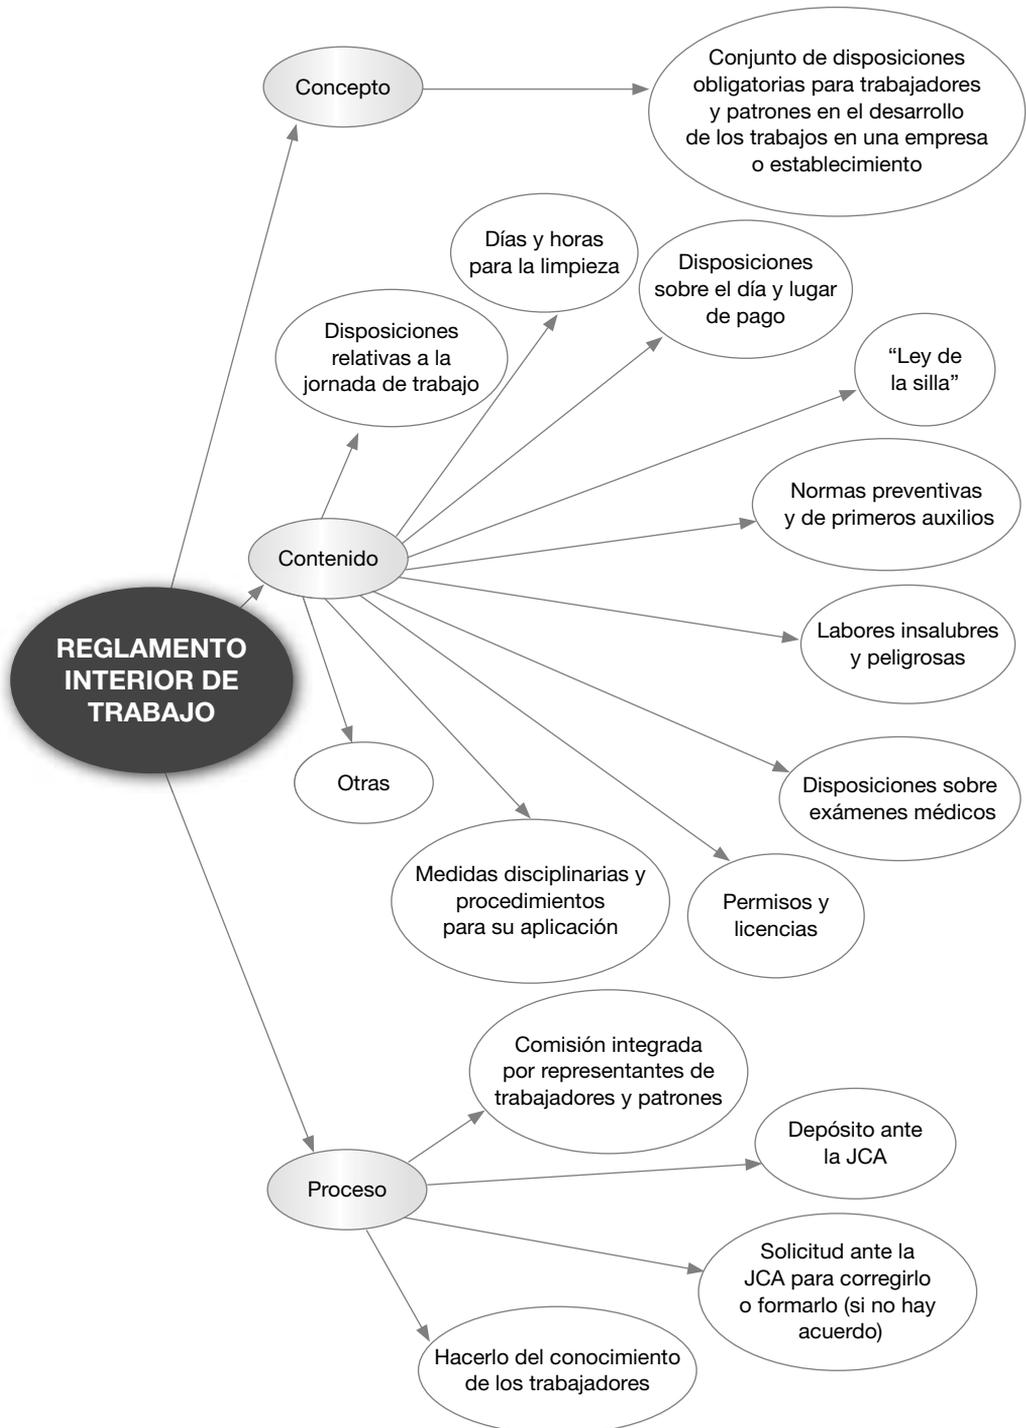 Concepto
Conjunto de disposiciones
obligatorias para trabajadores
y patrones en el desarrollo
de los trabajos en una empresa
o establecimiento
Días y horas
para la limpieza
Disposiciones
sobre el día y lugar
de pago
Disposiciones
relativas a la
jornada de trabajo
“Ley de
la silla”
Normas preventivas
y de primeros auxilios
Contenido
REGLAMENTO
INTERIOR DE
TRABAJO
Labores insalubres
y peligrosas
Otras
Disposiciones sobre
exámenes médicos
Medidas disciplinarias y
procedimientos
para su aplicación
Permisos y
licencias
Comisión integrada
por representantes de
trabajadores y patrones
Depósito ante
la JCA
Proceso
Solicitud ante la
JCA para corregirlo
o formarlo (si no hay
acuerdo)
Hacerlo del conocimiento
de los trabajadores